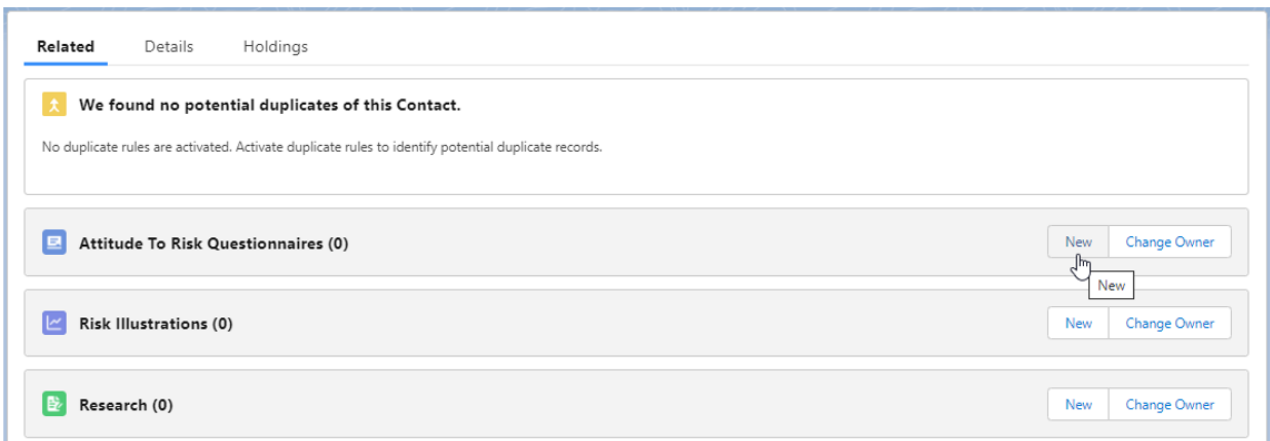 Related Details Holdings
We found no potential duplicates of this Contact.
No duplicate rules are activated. Activate duplicate rules to identify potential duplicate records.
Attitude To Risk Questionnaires (0) New Change Owner
New
Risk Illustrations (0) New Change Owner
Research (0) New Change Owner